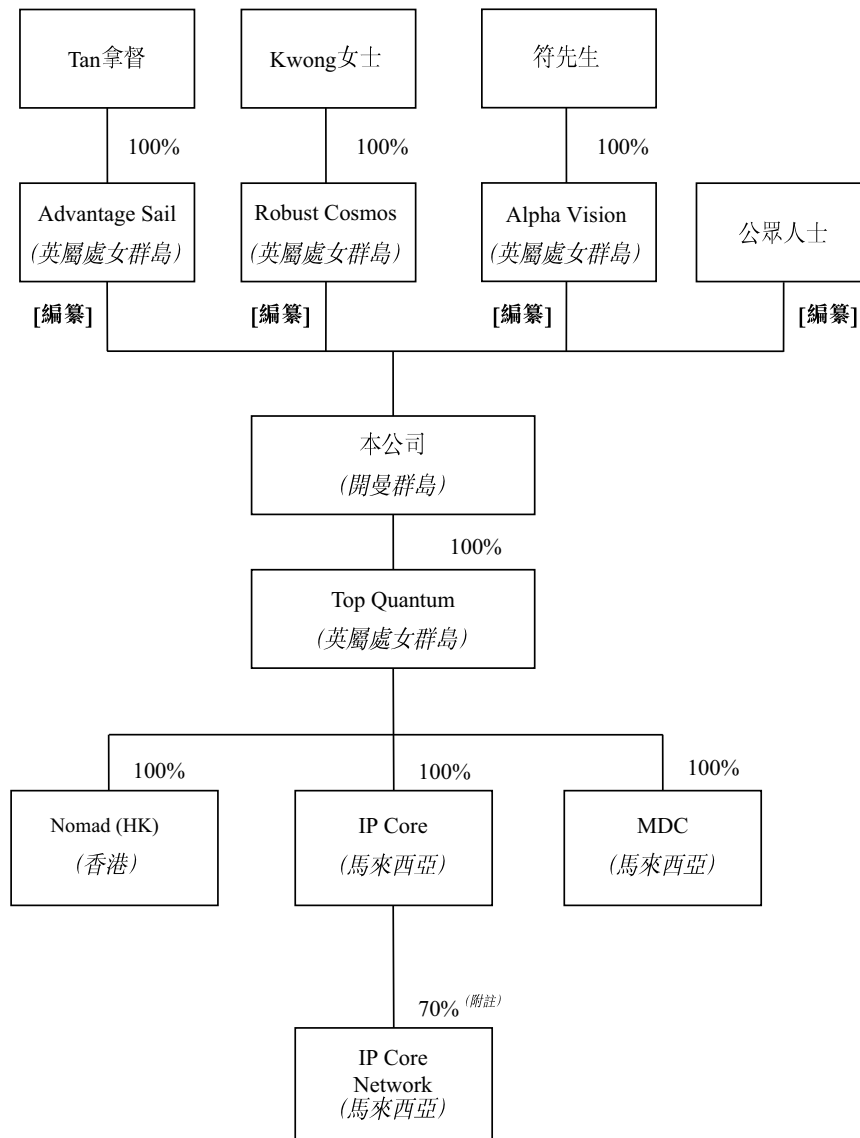 Tan拿督
Kwong女士
符先生
100%
100%
100%
Advantage Sail
(英屬處女群島)
Robust Cosmos
(英屬處女群島)
Alpha Vision
(英屬處女群島)
公眾人士
[編纂]
[編纂]
[編纂]
[編纂]
本公司
(開曼群島)
100%
Top Quantum
(英屬處女群島)
100%
100%
100%
Nomad (HK)
(香港)
IP Core
(馬來西亞)
MDC
(馬來西亞)
70% (附註)
IP Core
Network
(馬來西亞)